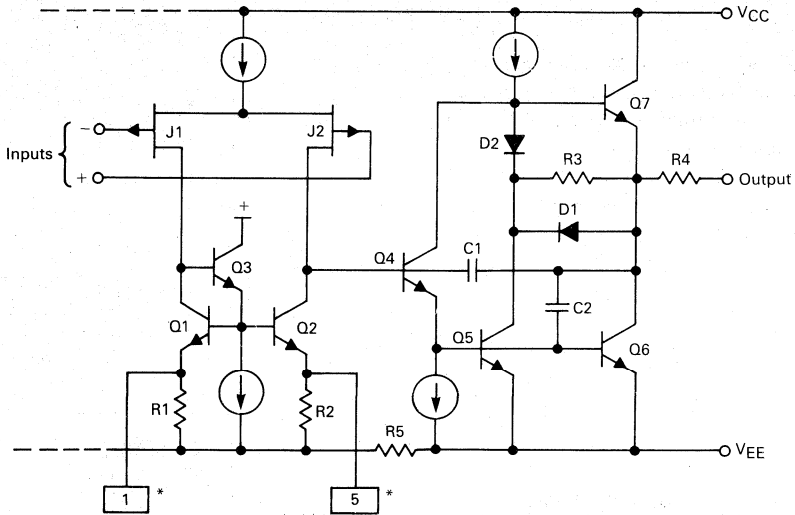 VCC
Q7
J1
J2
D2
−
Inputs
+
R3
R4
Output
D1
+
Q3
Q4
C1
C2
Q1
Q2
Q5
Q6
R1
R2
R5
VEE
1 *
5 *